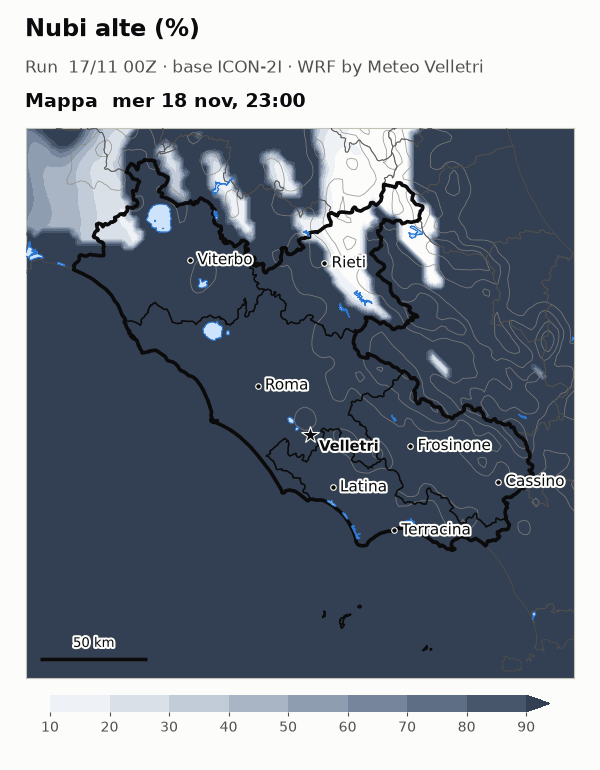 Nubi alte (%)
Run  17/11 00Z · base ICON-2I · WRF by Meteo Velletri
Mappa  mer 18 nov, 23:00
Viterbo
Rieti
Roma
Velletri
Frosinone
Cassino
Latina
Terracina
50 km
10 20 30 40 50 60 70 80 90